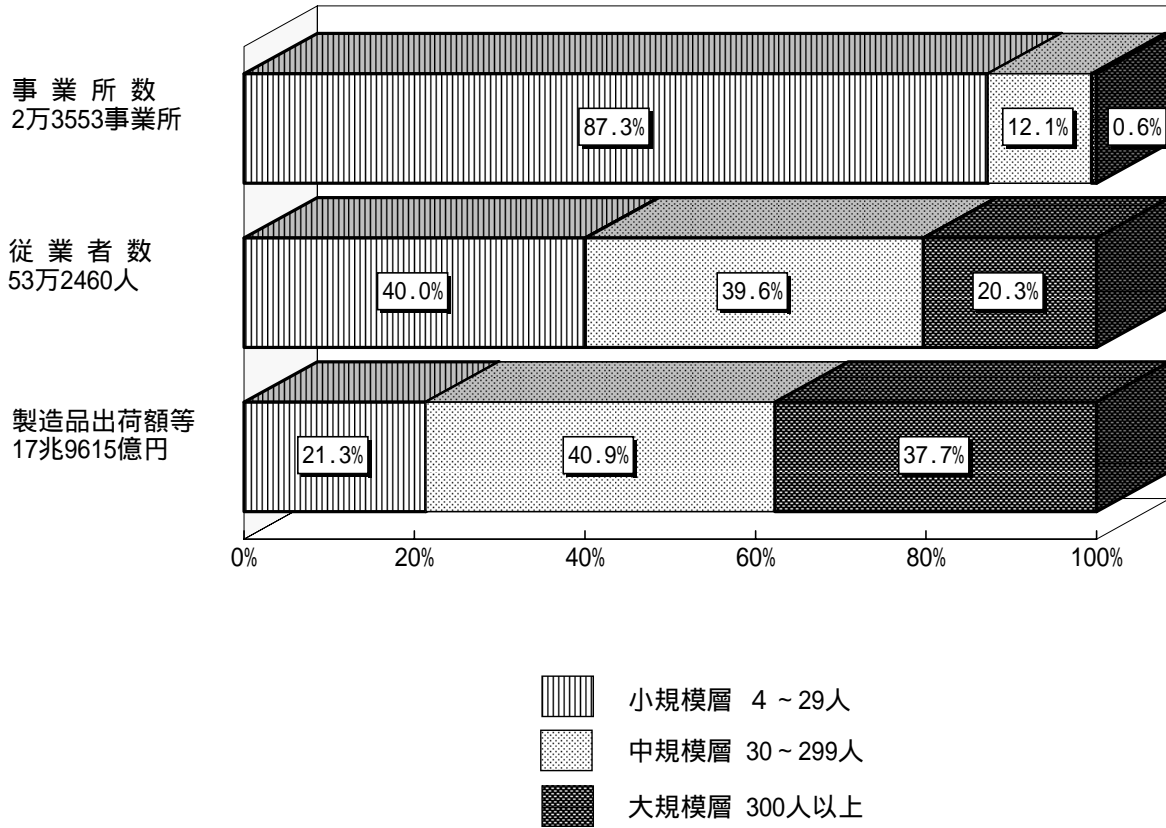 事業所数
2万3553事業所
87.3%
12.1%
0.6%
従業者数
53万2460人
40.0%
39.6%
20.3%
製造品出荷額等
17兆9615億円
21.3%
40.9%
37.7%
0%
20%
40%
60%
80%
100%
小規模層 4~29人
中規模層 30~299人
大規模層 300人以上